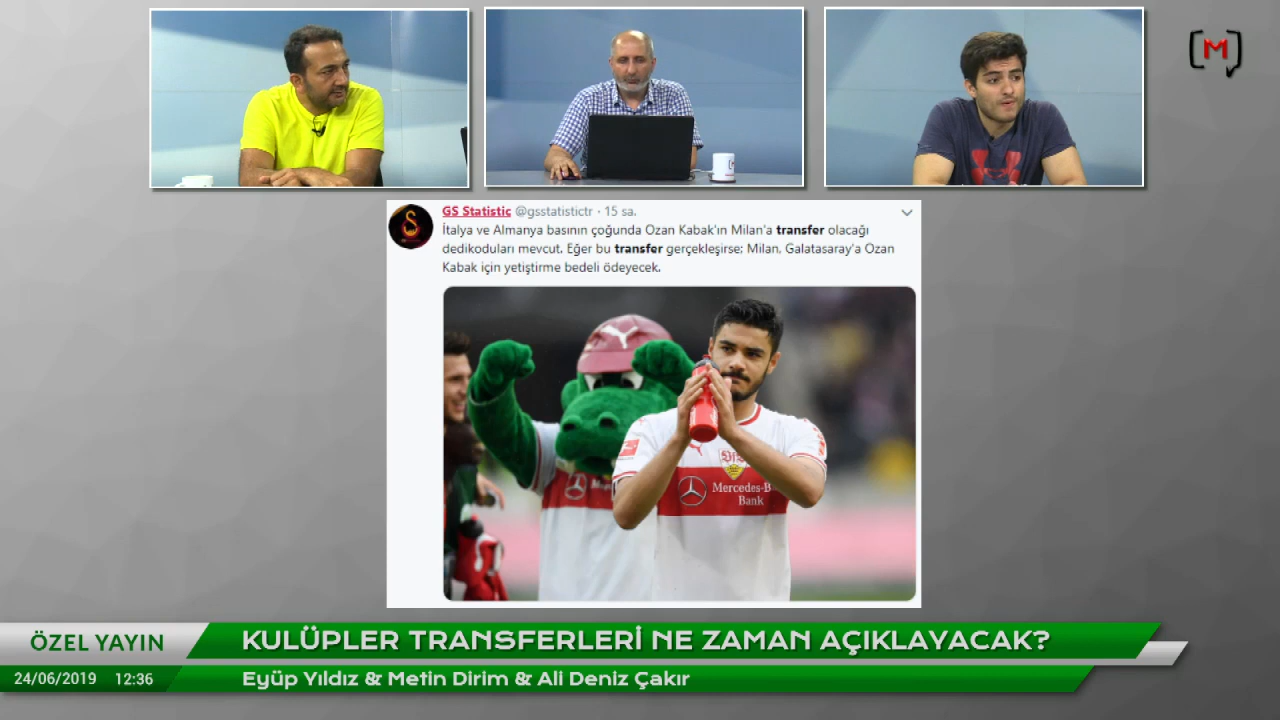 M
GS Statistic @gsstatistictr · 15 sa.
İtalya ve Almanya basının çoğunda Ozan Kabak'ın Milan'a transfer olacağı
dedikoduları mevcut. Eğer bu transfer gerçekleşirse; Milan, Galatasaray'a Ozan
Kabak için yetiştirme bedeli ödeyecek.
VfB
Mercedes-B
Bank
ÖZEL YAYIN
KULÜPLER TRANSFERLERİ NE ZAMAN AÇIKLAYACAK?
24/06/2019 12:36
Eyüp Yıldız & Metin Dirim & Ali Deniz Çakır